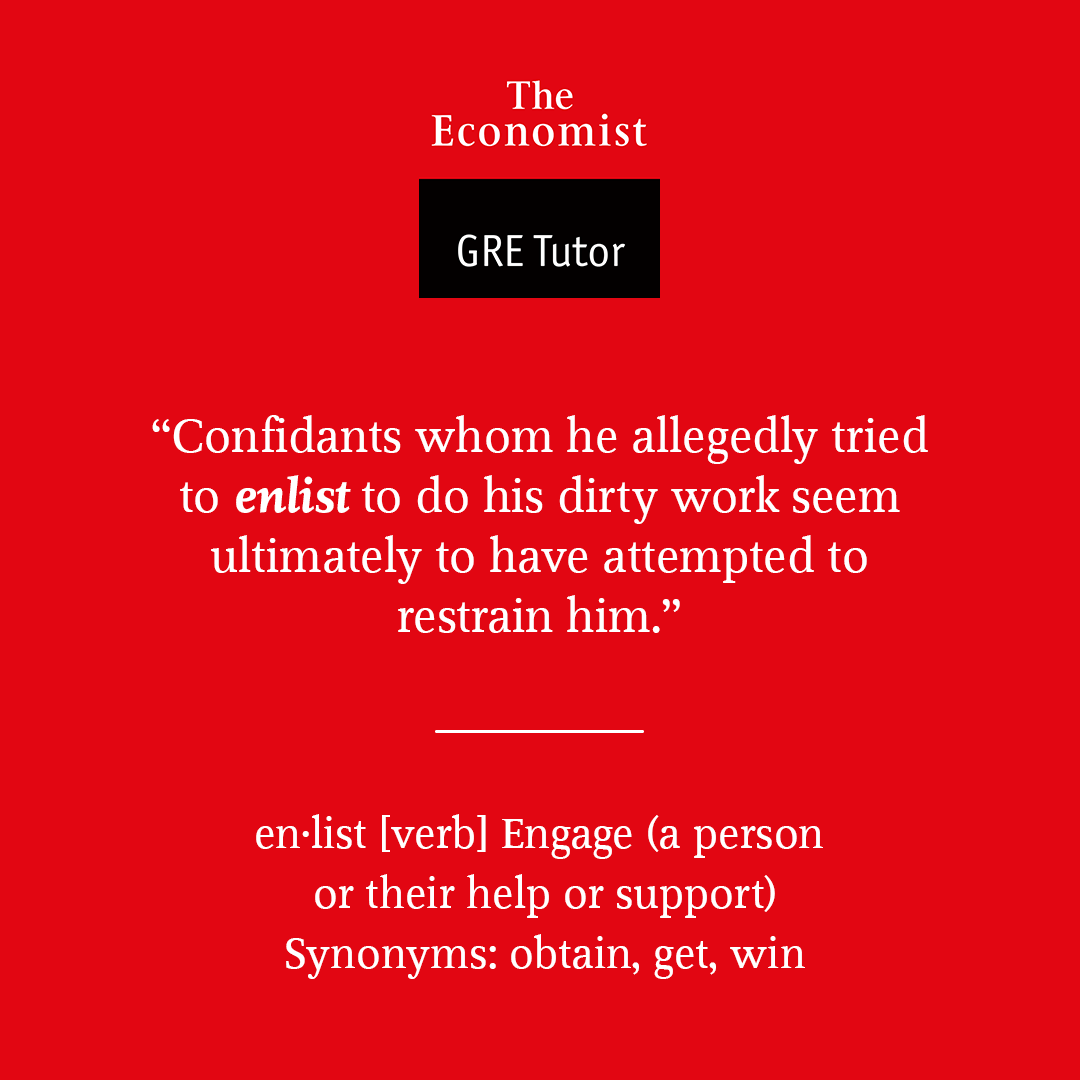 The
Economist
GRE Tutor
“Confidants whom he allegedly tried
to enlist to do his dirty work seem
ultimately to have attempted to
restrain him.”
en·list [verb] Engage (a person
or their help or support)
Synonyms: obtain, get, win